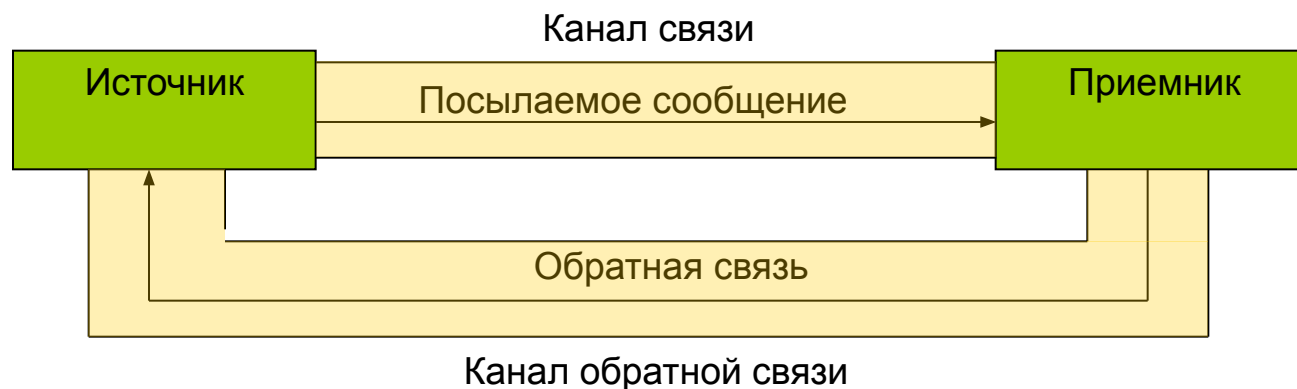 Канал связи
Источник
Посылаемое сообщение
Приемник
Обратная связь
Канал обратной связи